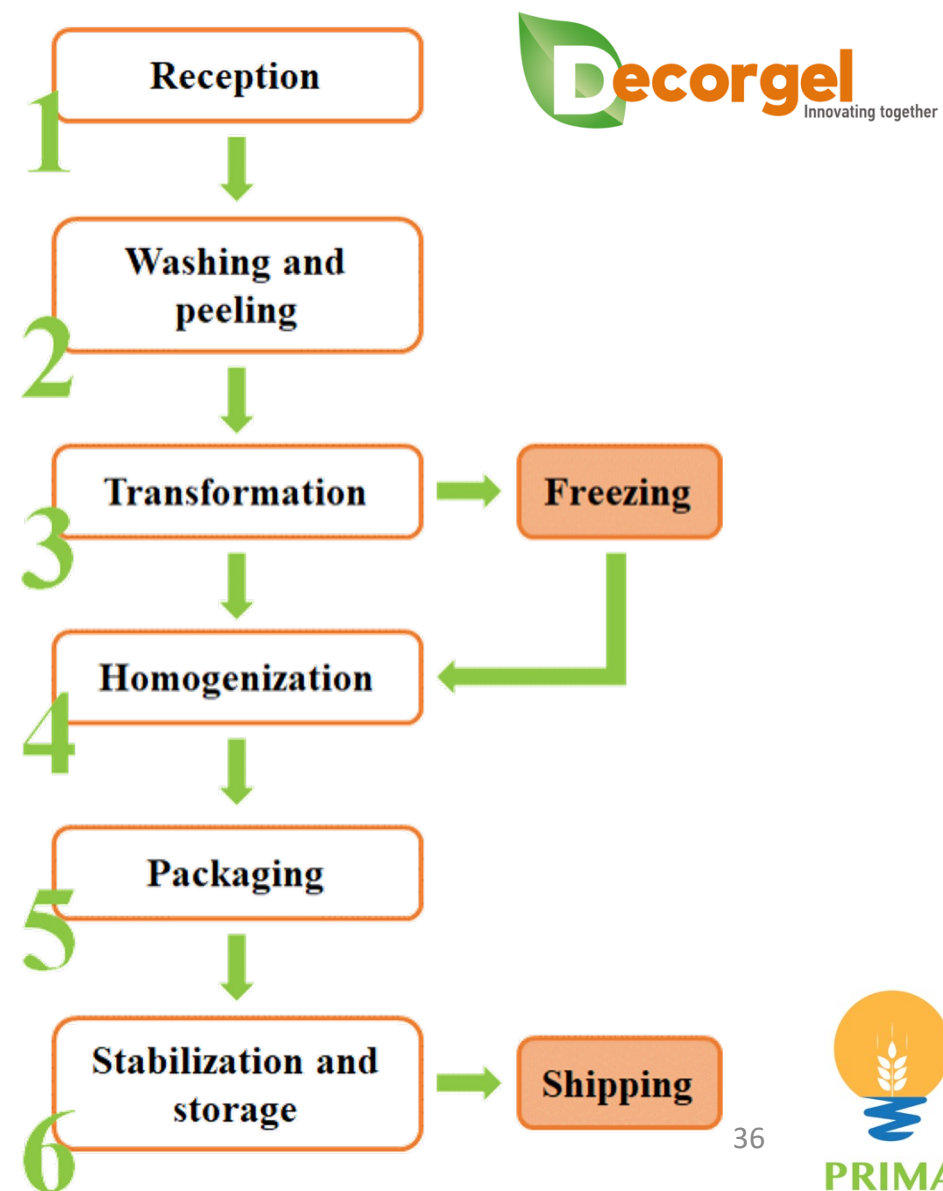 Decorgel
Innovating together
1
Reception
2
Washing and
peeling
3
Transformation
Freezing
4
Homogenization
5
Packaging
6
Stabilization and
storage
Shipping
36
PRIMA